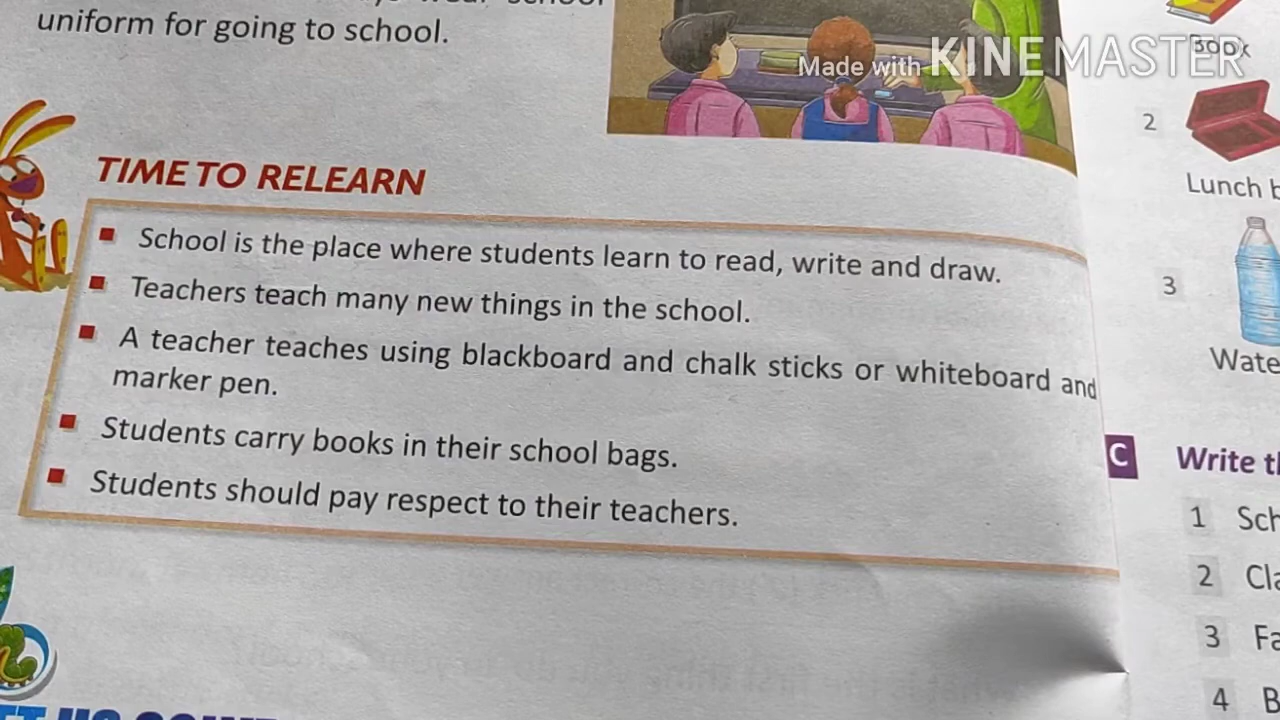 uniform for going to school.
Made with KINEMASTER
TIME TO RELEARN
School is the place where students learn to read, write and draw.
Teachers teach many new things in the school.
A teacher teaches using blackboard and chalk sticks or whiteboard and
marker pen.
Students carry books in their school bags.
Students should pay respect to their teachers.
Book
2
Lunch
3
C Write
1
2
3
4